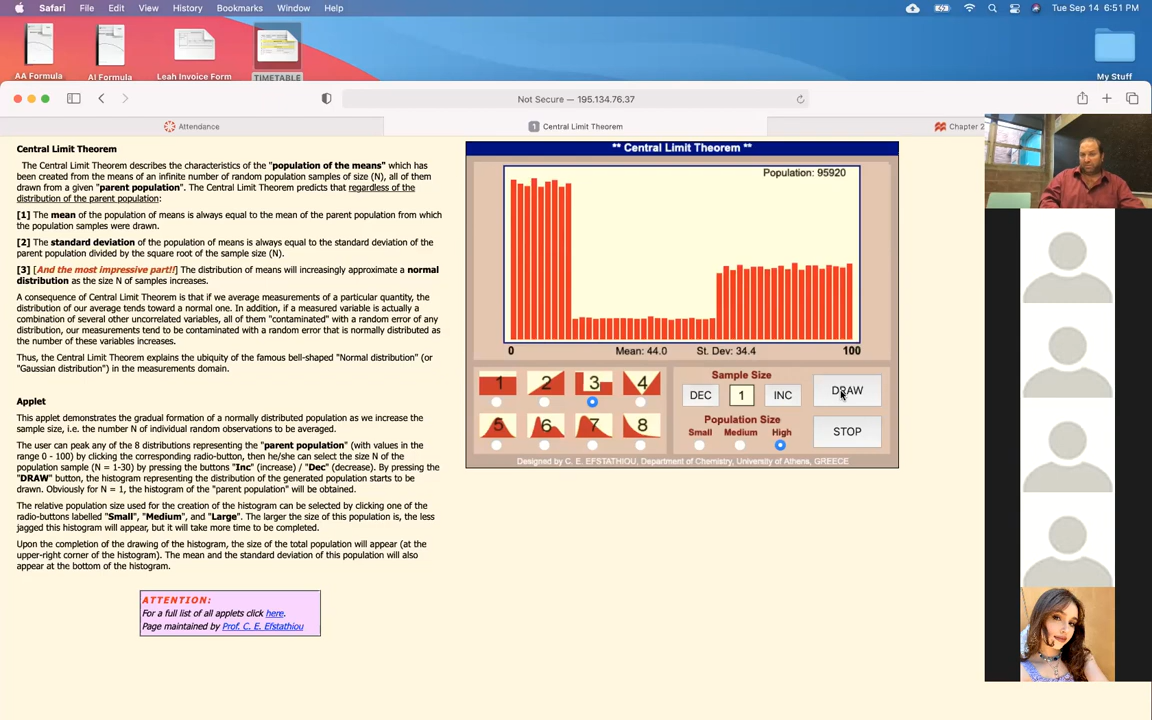 Safari File Edit View History Bookmarks Window Help Tue Sep 14 6:51 PM
AA Formula AI Formula Leah Invoice Form TIMETABLE My Stuff
Not Secure — 195.134.76.37
Attendance 1 Central Limit Theorem Chapter 2
Central Limit Theorem
The Central Limit Theorem describes the characteristics of the "population of the means" which has
been created from the means of an infinite number of random population samples of size (N), all of them
drawn from a given "parent population". The Central Limit Theorem predicts that regardless of the
distribution of the parent population:
[1] The mean of the population of means is always equal to the mean of the parent population from which
the population samples were drawn.
[2] The standard deviation of the population of means is always equal to the standard deviation of the
parent population divided by the square root of the sample size (N).
[3] [And the most impressive part!!] The distribution of means will increasingly approximate a normal
distribution as the size N of samples increases.
A consequence of Central Limit Theorem is that if we average measurements of a particular quantity, the
distribution of our average tends toward a normal one. In addition, if a measured variable is actually a
combination of several other uncorrelated variables, all of them "contaminated" with a random error of any
distribution, our measurements tend to be contaminated with a random error that is normally distributed as
the number of these variables increases.
Thus, the Central Limit Theorem explains the ubiquity of the famous bell-shaped "Normal distribution" (or
"Gaussian distribution") in the measurements domain.
Applet
This applet demonstrates the gradual formation of a normally distributed population as we increase the
sample size, i.e. the number N of individual random observations to be averaged.
The user can peak any of the 8 distributions representing the "parent population" (with values in the
range 0 - 100) by clicking the corresponding radio-button, then he/she can select the size N of the
population sample (N = 1-30) by pressing the buttons "Inc" (increase) / "Dec" (decrease). By pressing the
"DRAW" button, the histogram representing the distribution of the generated population starts to be
drawn. Obviously for N = 1, the histogram of the "parent population" will be obtained.
The relative population size used for the creation of the histogram can be selected by clicking one of the
radio-buttons labelled "Small", "Medium", and "Large". The larger the size of this population is, the less
jagged this histogram will appear, but it will take more time to be completed.
Upon the completion of the drawing of the histogram, the size of the total population will appear (at the
upper-right corner of the histogram). The mean and the standard deviation of this population will also
appear at the bottom of the histogram.
ATTENTION:
For a full list of all applets click here.
Page maintained by Prof. C. E. Efstathiou
** Central Limit Theorem **
Population: 95920
0 Mean: 44.0 St. Dev: 34.4 100
1 2 3 4
5 6 7 8
Sample Size
DEC 1 INC DRAW
Population Size
Small Medium High STOP
Designed by C. E. EFSTATHIOU, Department of Chemistry, University of Athens, GREECE